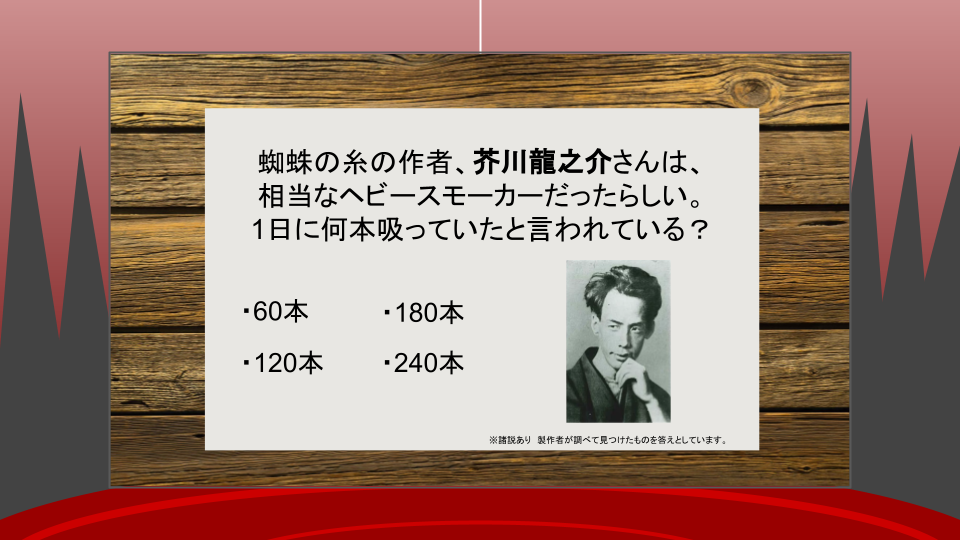 蜘蛛の糸の作者、芥川龍之介さんは、
相当なヘビースモーカーだったらしい。
1日に何本吸っていたと言われている？
・60本
・180本
・120本
・240本
※諸説あり 製作者が調べて見つけたものを答えとしています。